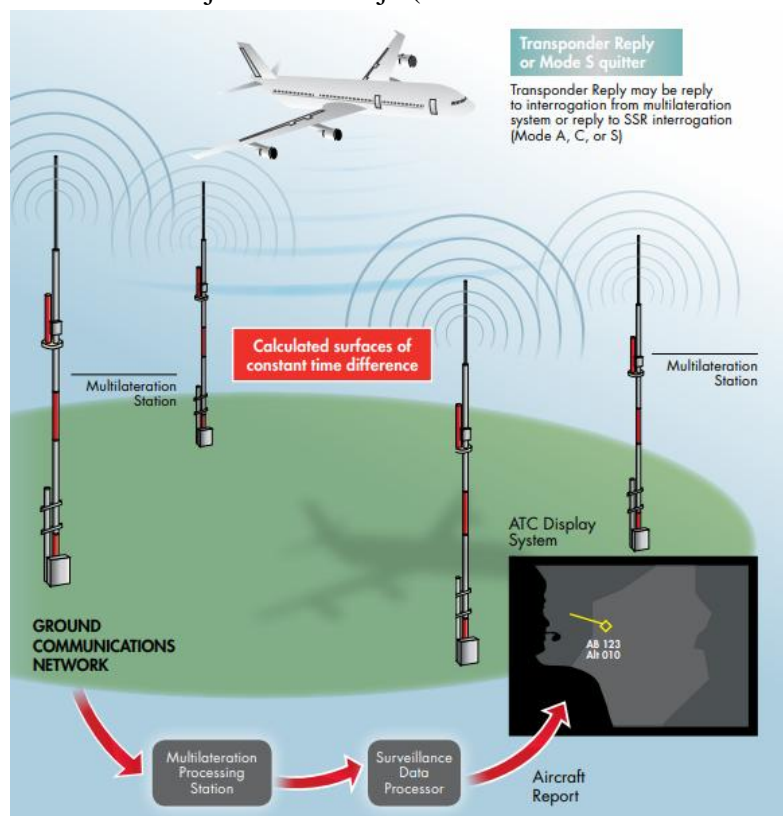 Transponder Reply
or Mode S quitter
Transponder Reply may be reply
to interrogation from multilateration
system or reply to SSR interrogation
(Mode A, C, or S)
Calculated surfaces of
constant time difference
Multilateration
Station
Multilateration
Station
ATC Display
System
AB 123
Alt 010
GROUND
COMMUNICATIONS
NETWORK
Multilateration
Processing
Station
Surveillance
Data
Processor
Aircraft
Report